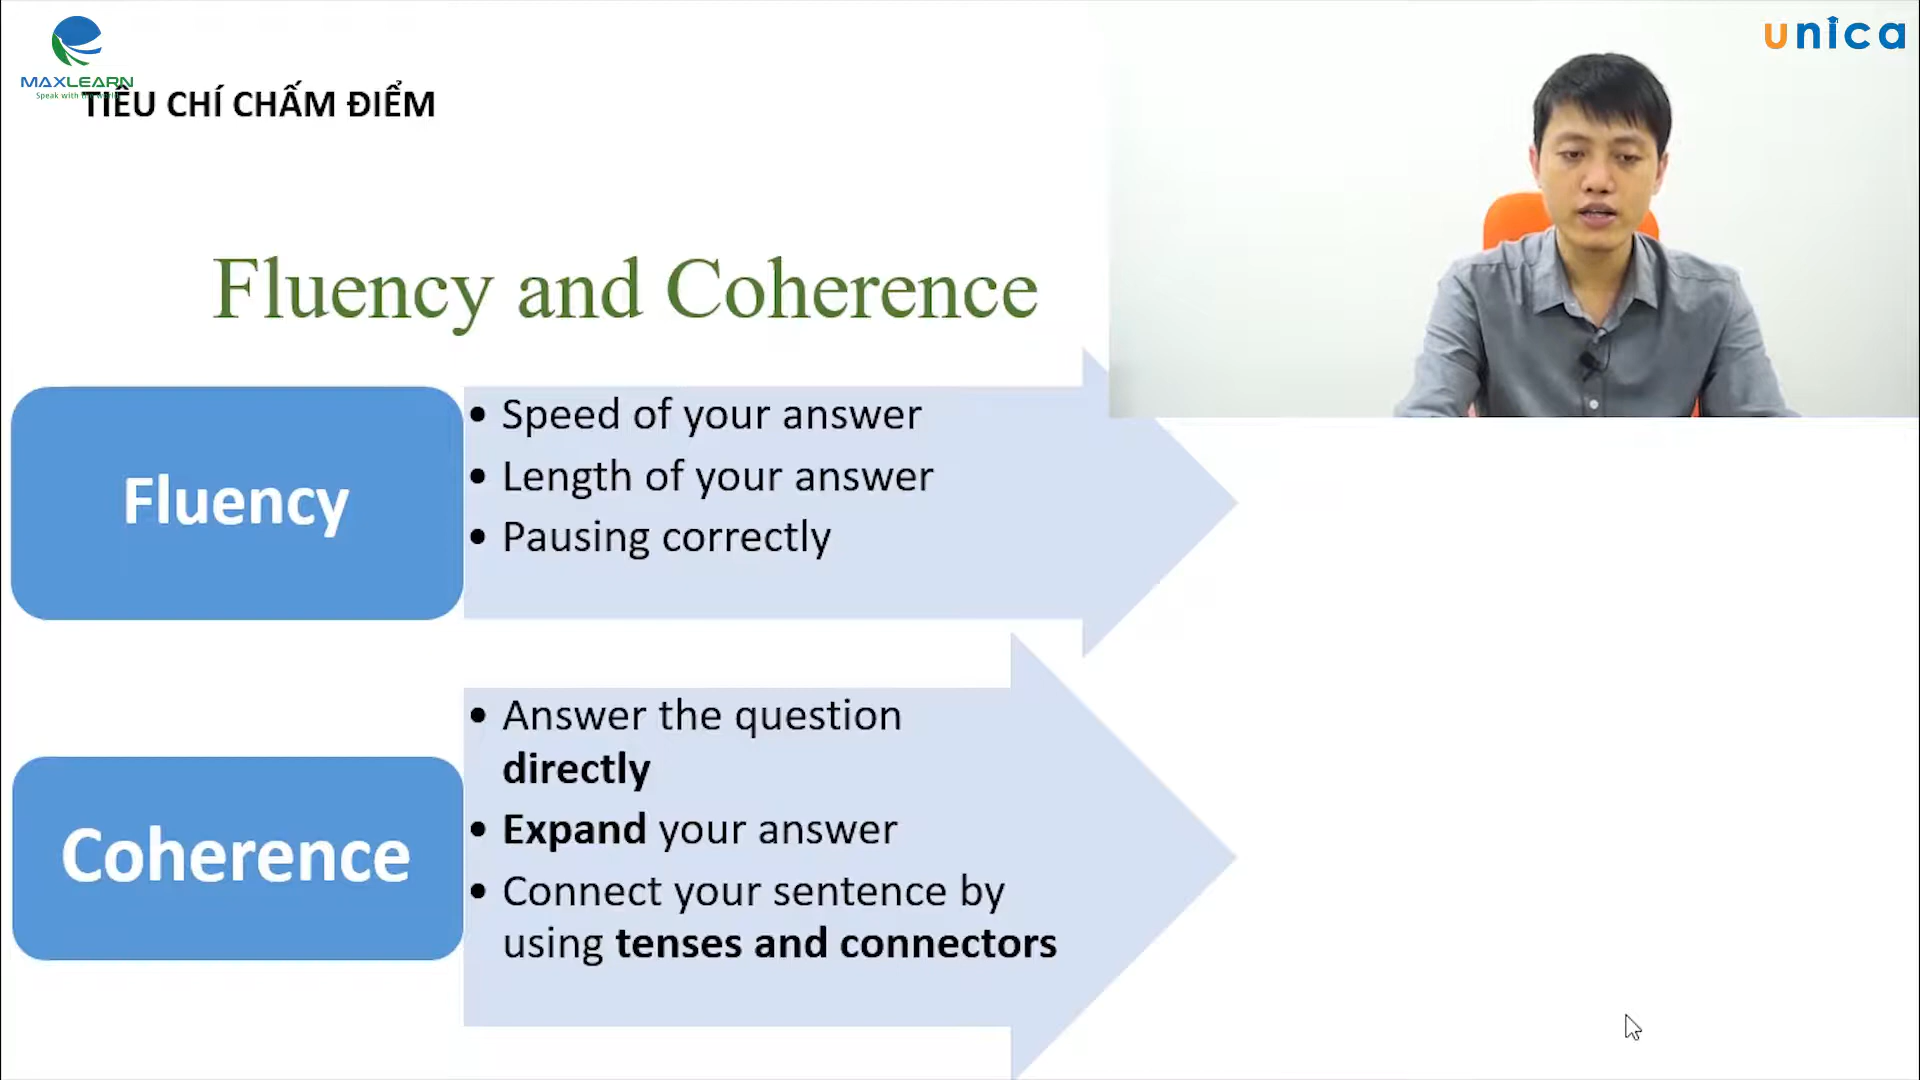 MAXLEARN
unica
TIÊU CHÍ CHẤM ĐIỂM
Fluency and Coherence
Fluency
• Speed of your answer
• Length of your answer
• Pausing correctly
Coherence
• Answer the question
directly
• Expand your answer
• Connect your sentence by
using tenses and connectors